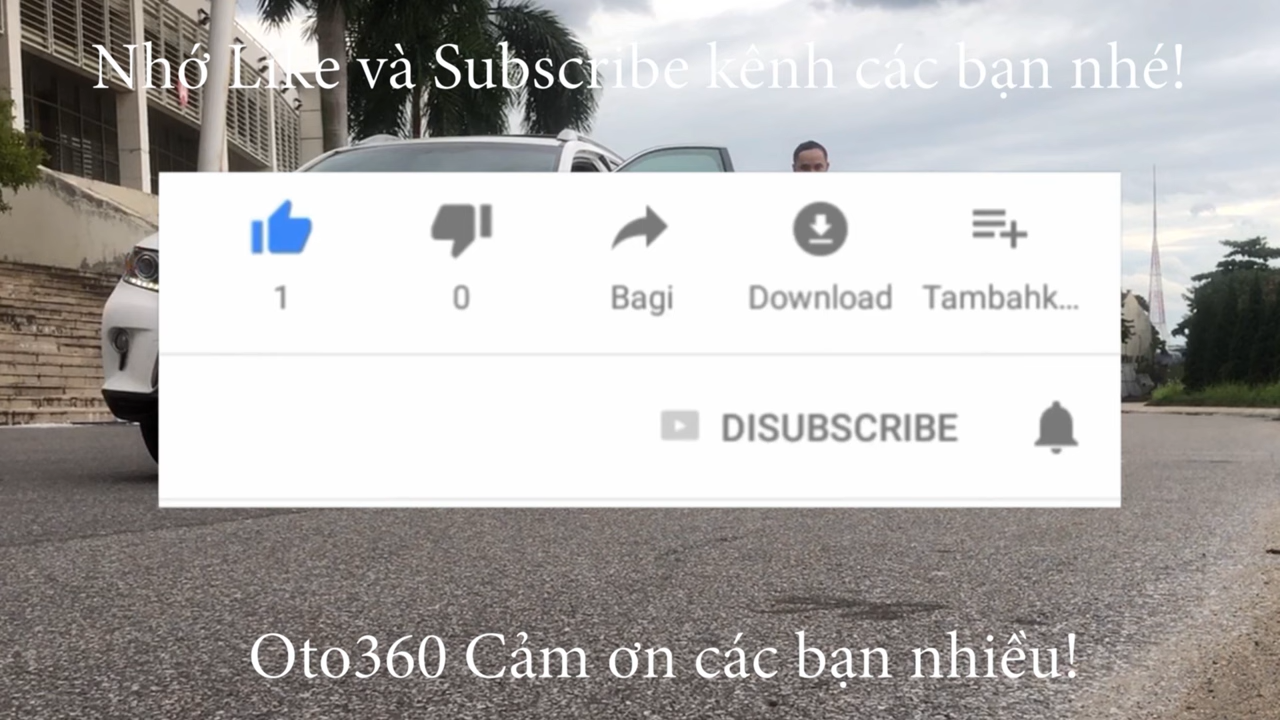 Nhớ Like và Subscribe kênh các bạn nhé!
1 0 Bagi Download Tambahk...
DISUBSCRIBE
Oto360 Cảm ơn các bạn nhiều!